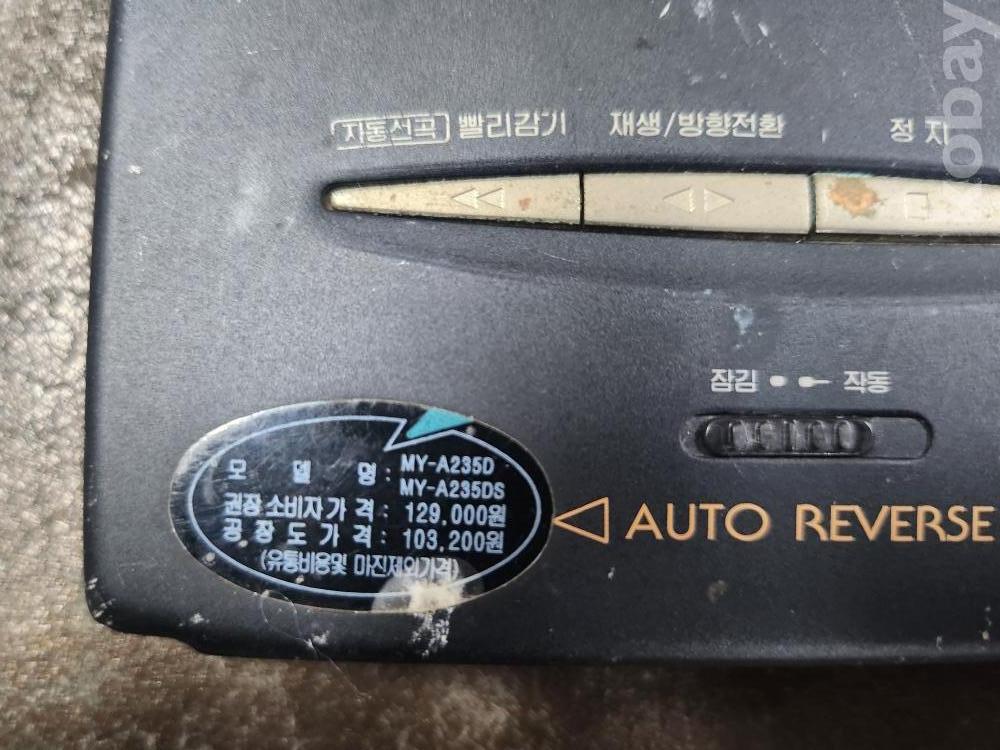 자동선곡 빨리감기 재생/방향전환 정지
잠김 작동
모 델 명 : MY-A235D
MY-A235DS
권장소비자가격 : 129,000원
공장도가격 : 103,200원
(유통비용및 마진제외가격)
AUTO REVERSE